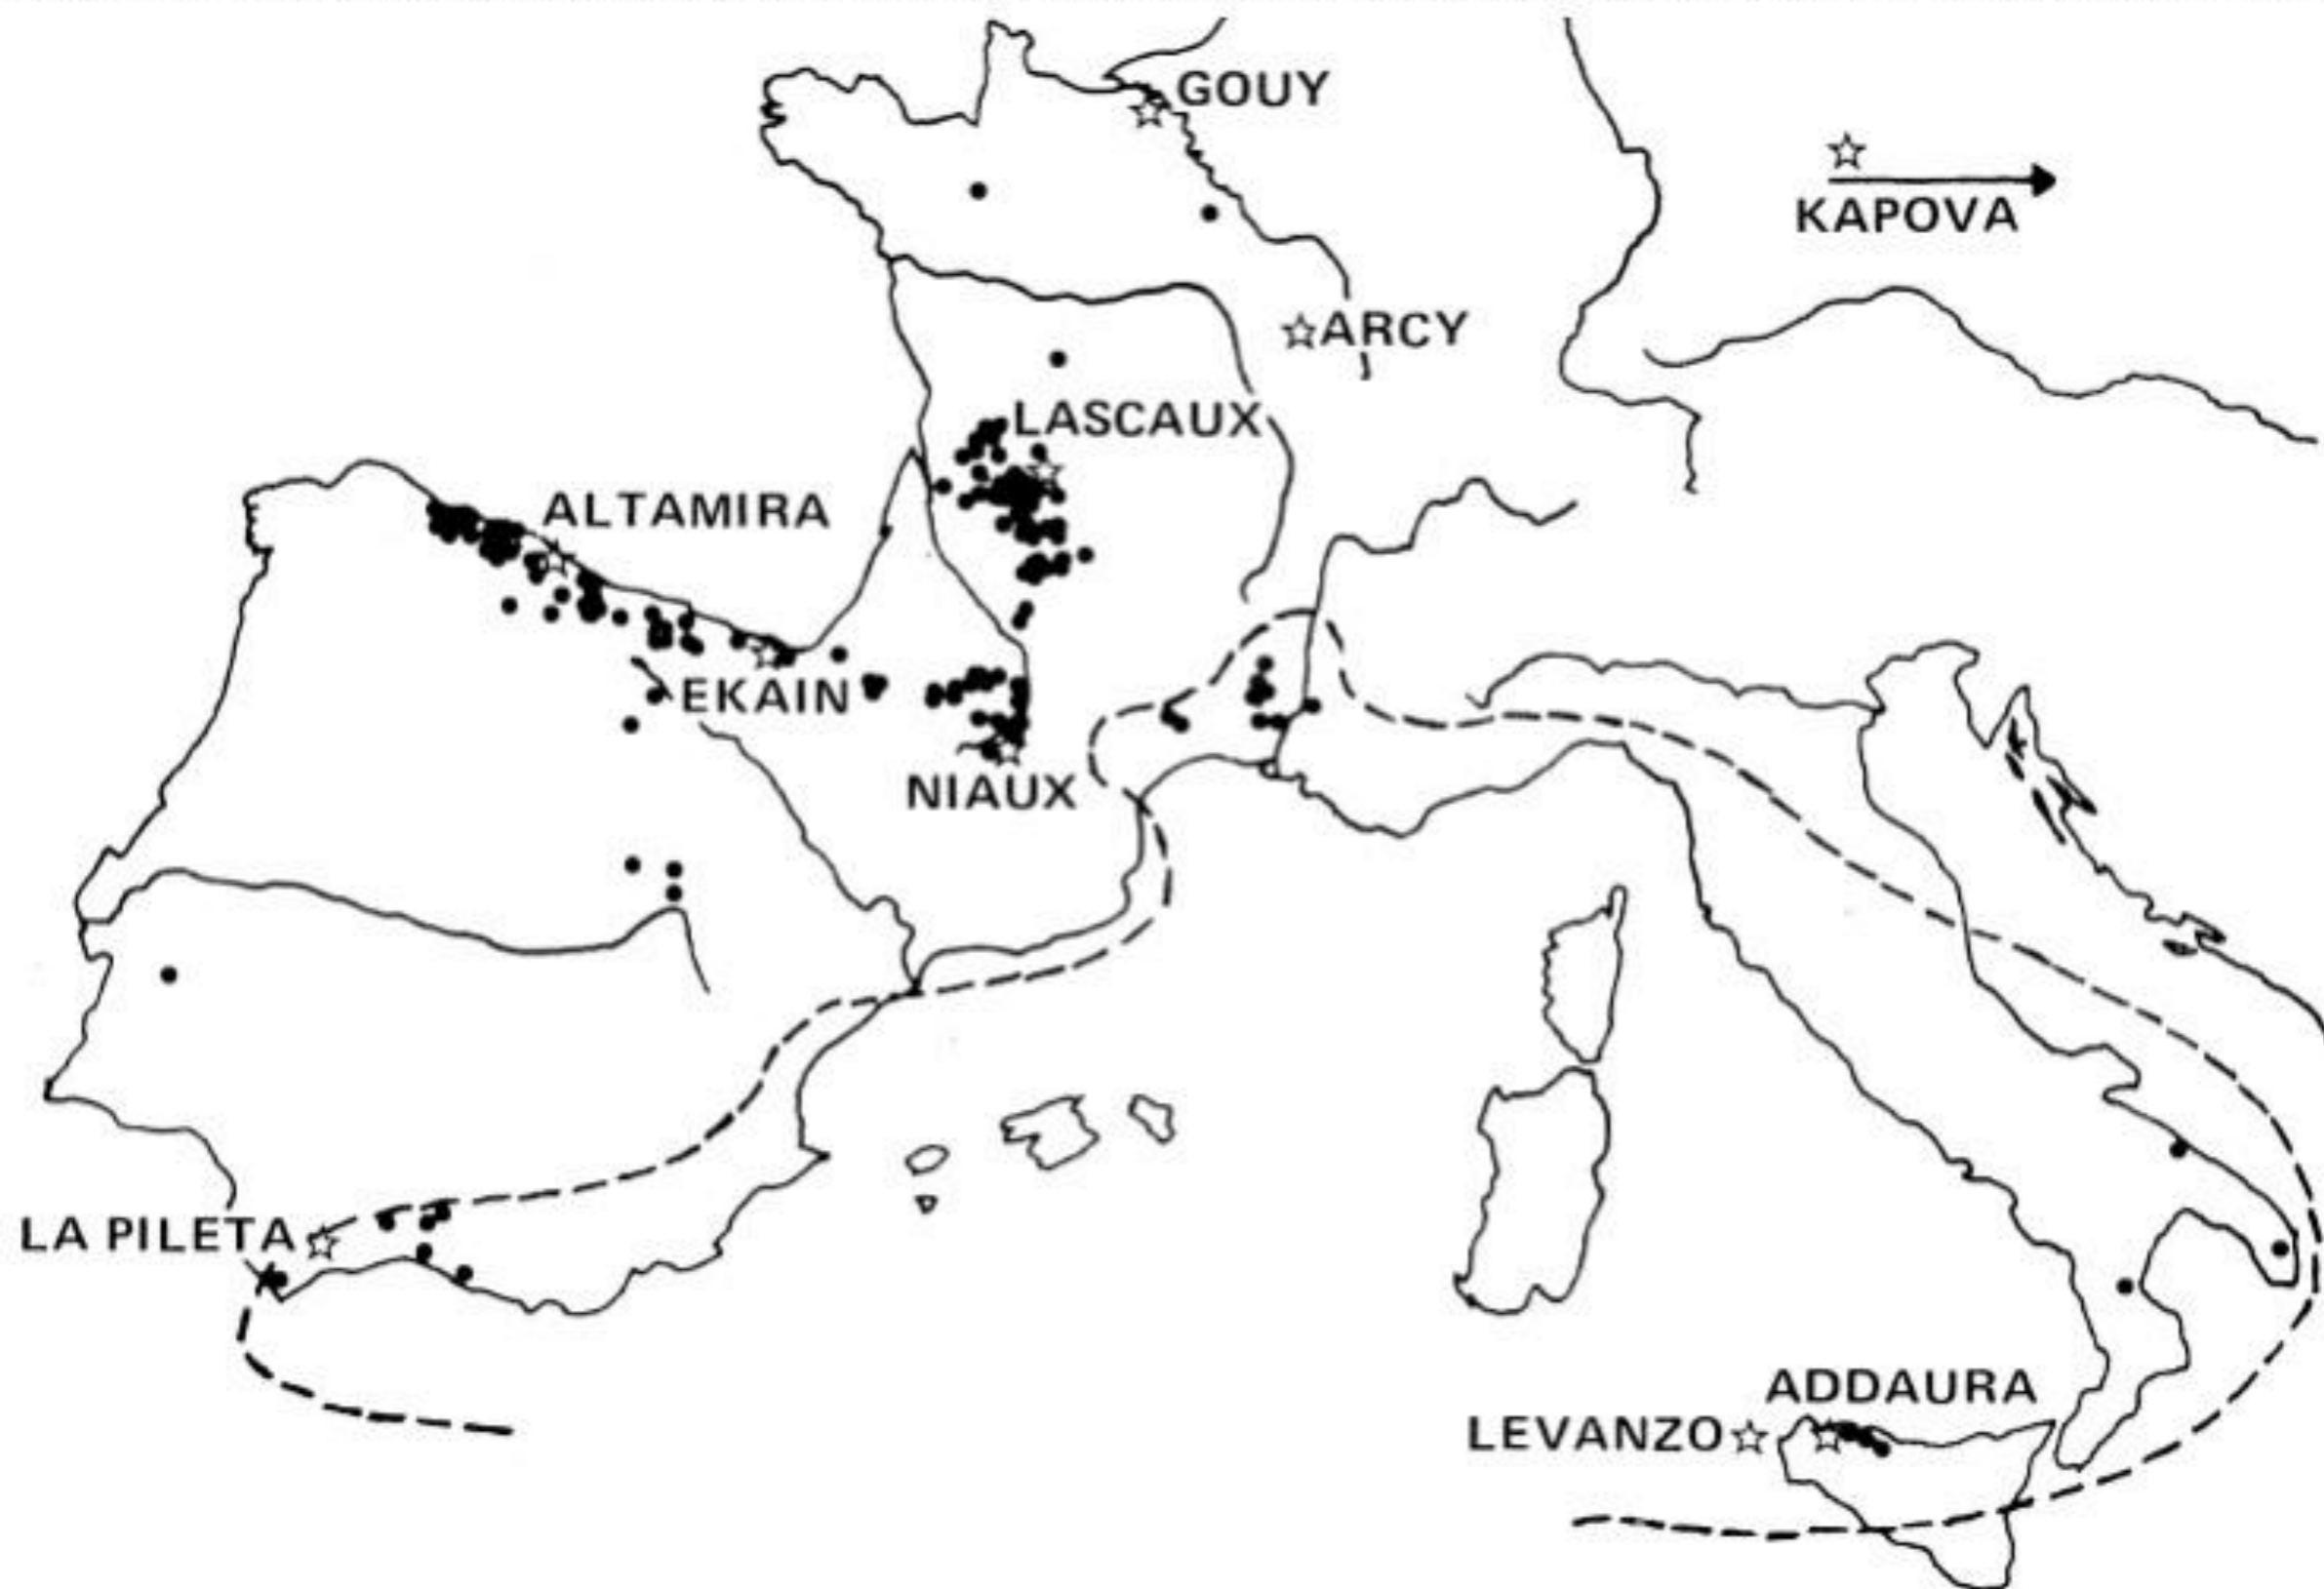 GOUY
KAPOVA
ARCY
LASCAUX
ALTAMIRA
EKAIN
NIAUX
LA PILETA
ADDAURA
LEVANZO